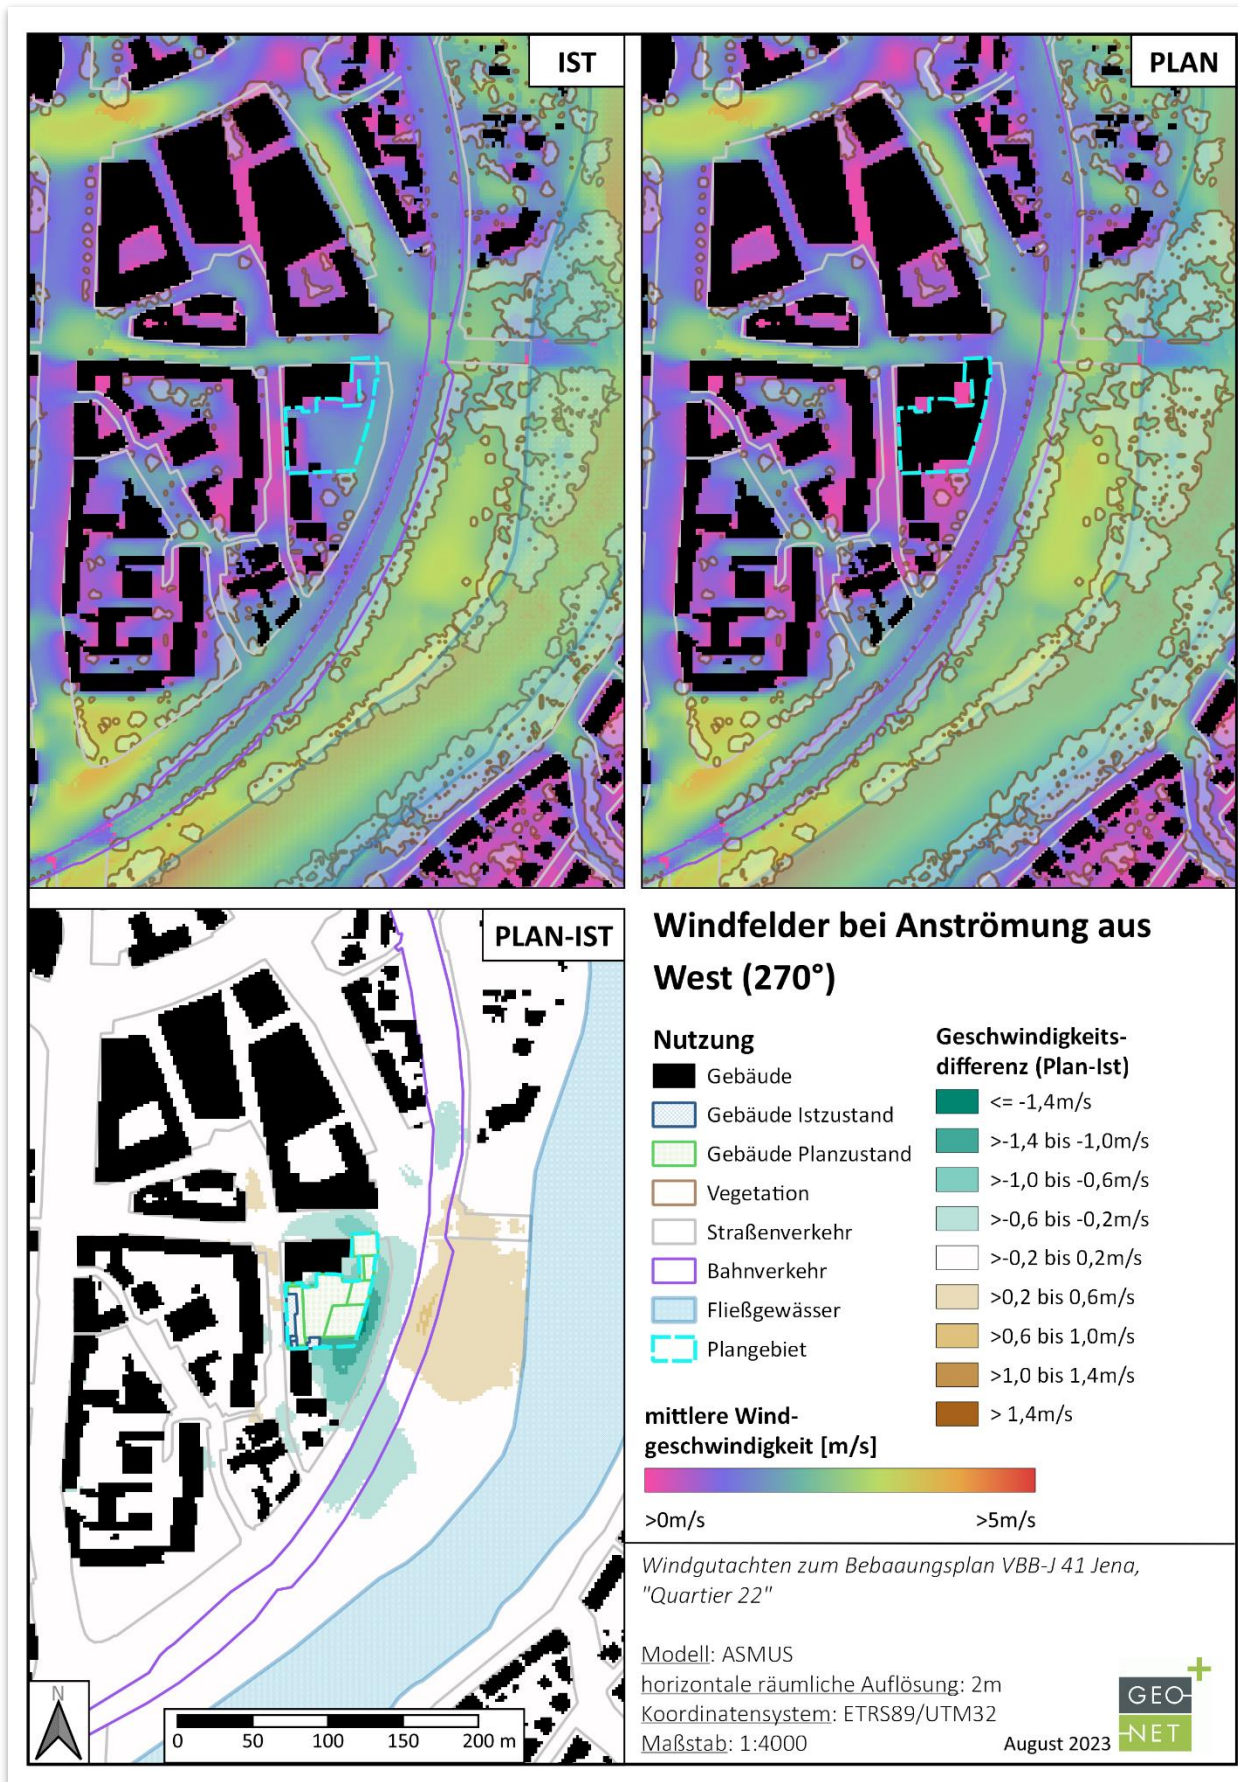 IST
PLAN
PLAN-IST
Windfelder bei Anströmung aus
West (270°)
Nutzung
Gebäude
Gebäude Istzustand
Gebäude Planzustand
Vegetation
Straßenverkehr
Bahnverkehr
Fließgewässer
Plangebiet
Geschwindigkeits-
differenz (Plan-Ist)
<= -1,4m/s
>-1,4 bis -1,0m/s
>-1,0 bis -0,6m/s
>-0,6 bis -0,2m/s
>-0,2 bis 0,2m/s
>0,2 bis 0,6m/s
>0,6 bis 1,0m/s
>1,0 bis 1,4m/s
> 1,4m/s
mittlere Wind-
geschwindigkeit [m/s]
>0m/s >5m/s
Windgutachten zum Bebaaungsplan VBB-J 41 Jena,
"Quartier 22"
Modell: ASMUS
horizontale räumliche Auflösung: 2m
Koordinatensystem: ETRS89/UTM32
Maßstab: 1:4000
August 2023
GEO
NET
N
0 50 100 150 200 m